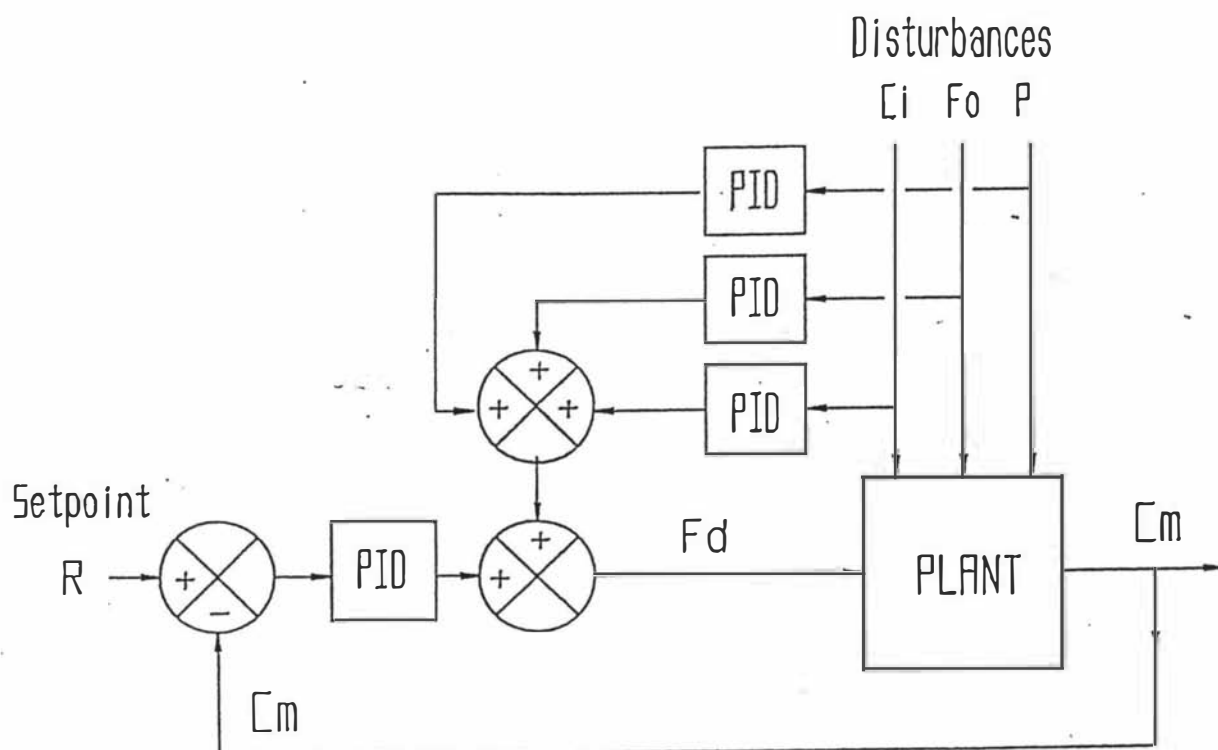 Disturbances
Ci Fo P
PID
PID
+
+ +
PID
Setpoint
R
+
-
PID
+
+
Fd
PLANT
Cm
Cm